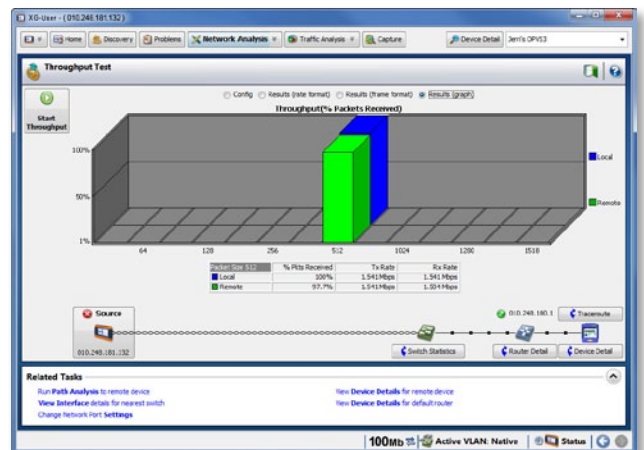 XG-User - ( 010.248.181.132 )
Home
Discovery
Problems
Network Analysis
Traffic Analysis
Capture
Device Detail
Jem's OPVS3
Throughput Test
Start Throughput
Config
Results (rate format)
Results (frame format)
Results (graph)
Throughput(% Packets Received)
100%
50%
1%
64
128
256
512
1024
1280
1518
Local
Remote
Packet Size 512 % Pkts Received Tx Rate Rx Rate
Local 100% 1.541Mbps 1.541 Mbps
Remote 97.7% 1.541Mbps 1.504 Mbps
Source
010.248.181.132
010.248.180.1
Traceroute
Switch Statistics
Router Detail
Device Detail
Related Tasks
Run Path Analysis to remote device
View Device Details for remote device
View Interface details for nearest switch
View Device Details for default router
Change Network Port Settings
100Mb
Active VLAN: Native
Status